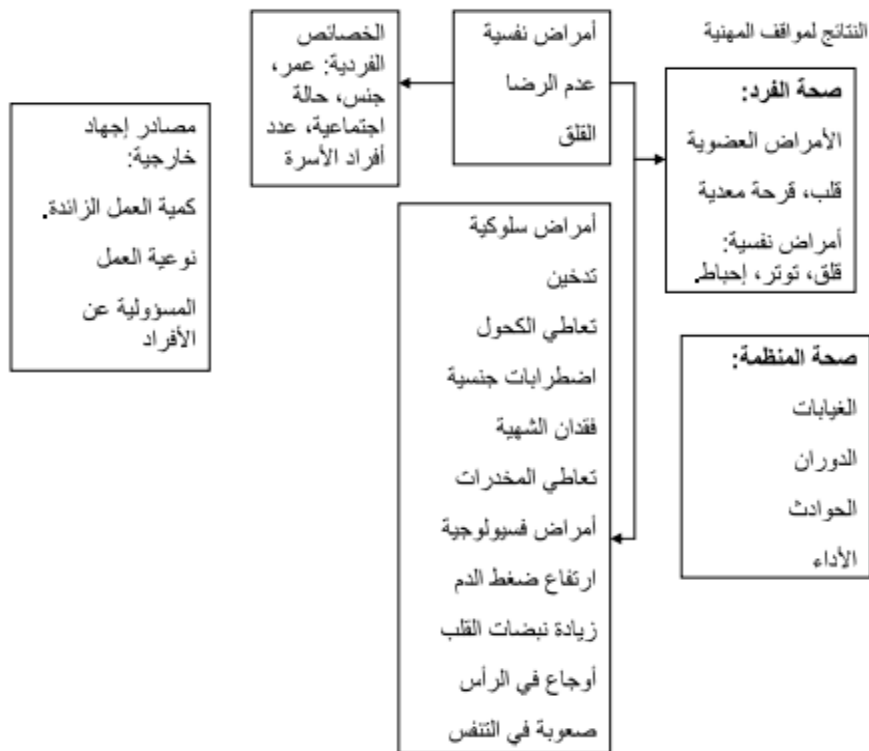 النتائج لمواقف المهنية
صحة الفرد:
الأمراض العضوية
قلب، قرحة معدية
أمراض نفسية:
قلق، توتر، إحباط.
صحة المنظمة:
الغيابات
الدوران
الحوادث
الأداء
أمراض نفسية
عدم الرضا
القلق
أمراض سلوكية
تدخين
تعاطي الكحول
اضطرابات جنسية
فقدان الشهية
تعاطي المخدرات
أمراض فسيولوجية
ارتفاع ضغط الدم
زيادة نبضات القلب
أوجاع في الرأس
صعوبة في التنفس
الخصائص
الفردية: عمر،
جنس، حالة
اجتماعية، عدد
أفراد الأسرة
مصادر إجهاد
خارجية:
كمية العمل الزائدة.
نوعية العمل
المسؤولية عن
الأفراد